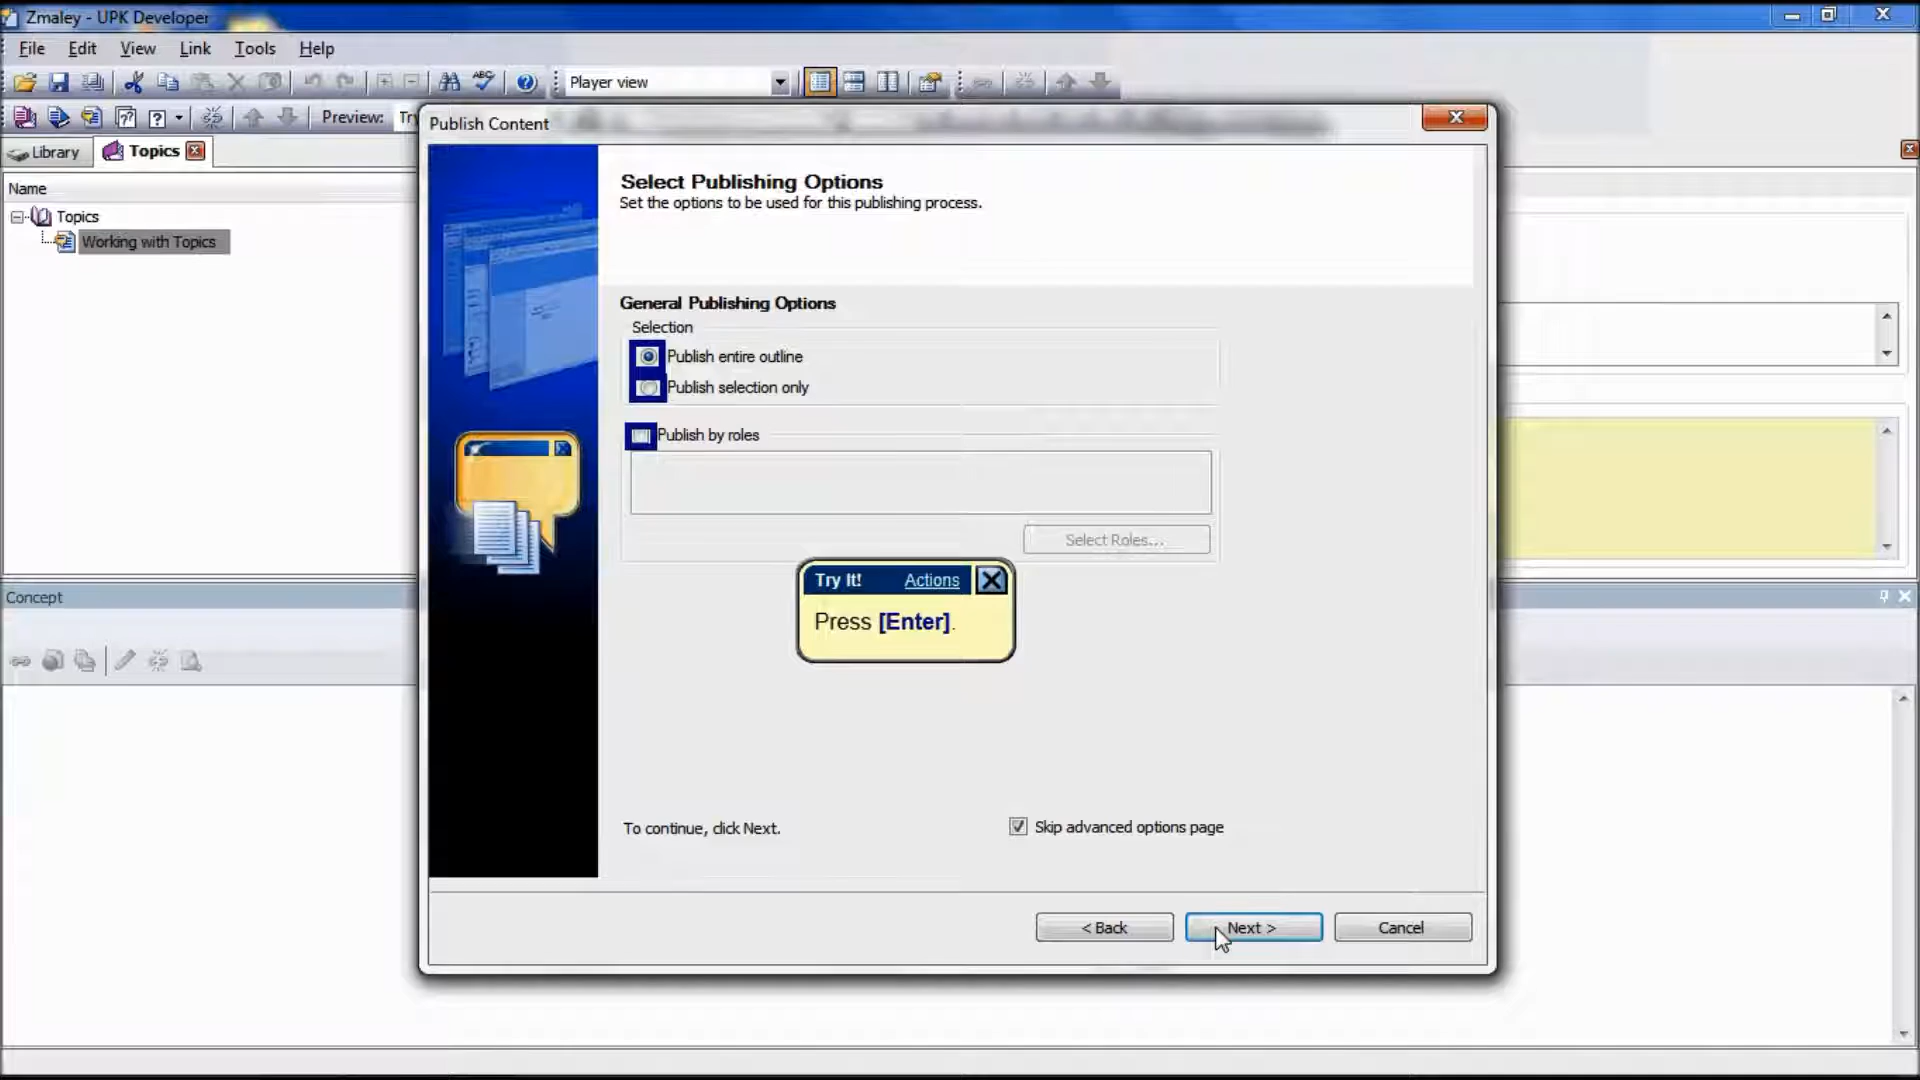 Zmaley - UPK Developer
File Edit View Link Tools Help
ABC
Player view
Preview: Try
Library Topics
Name
Topics
Working with Topics
Publish Content
Select Publishing Options
Set the options to be used for this publishing process.
General Publishing Options
Selection
Publish entire outline
Publish selection only
Publish by roles
Select Roles...
Try It! Actions
Press [Enter].
To continue, click Next.
Skip advanced options page
< Back Next > Cancel
Concept